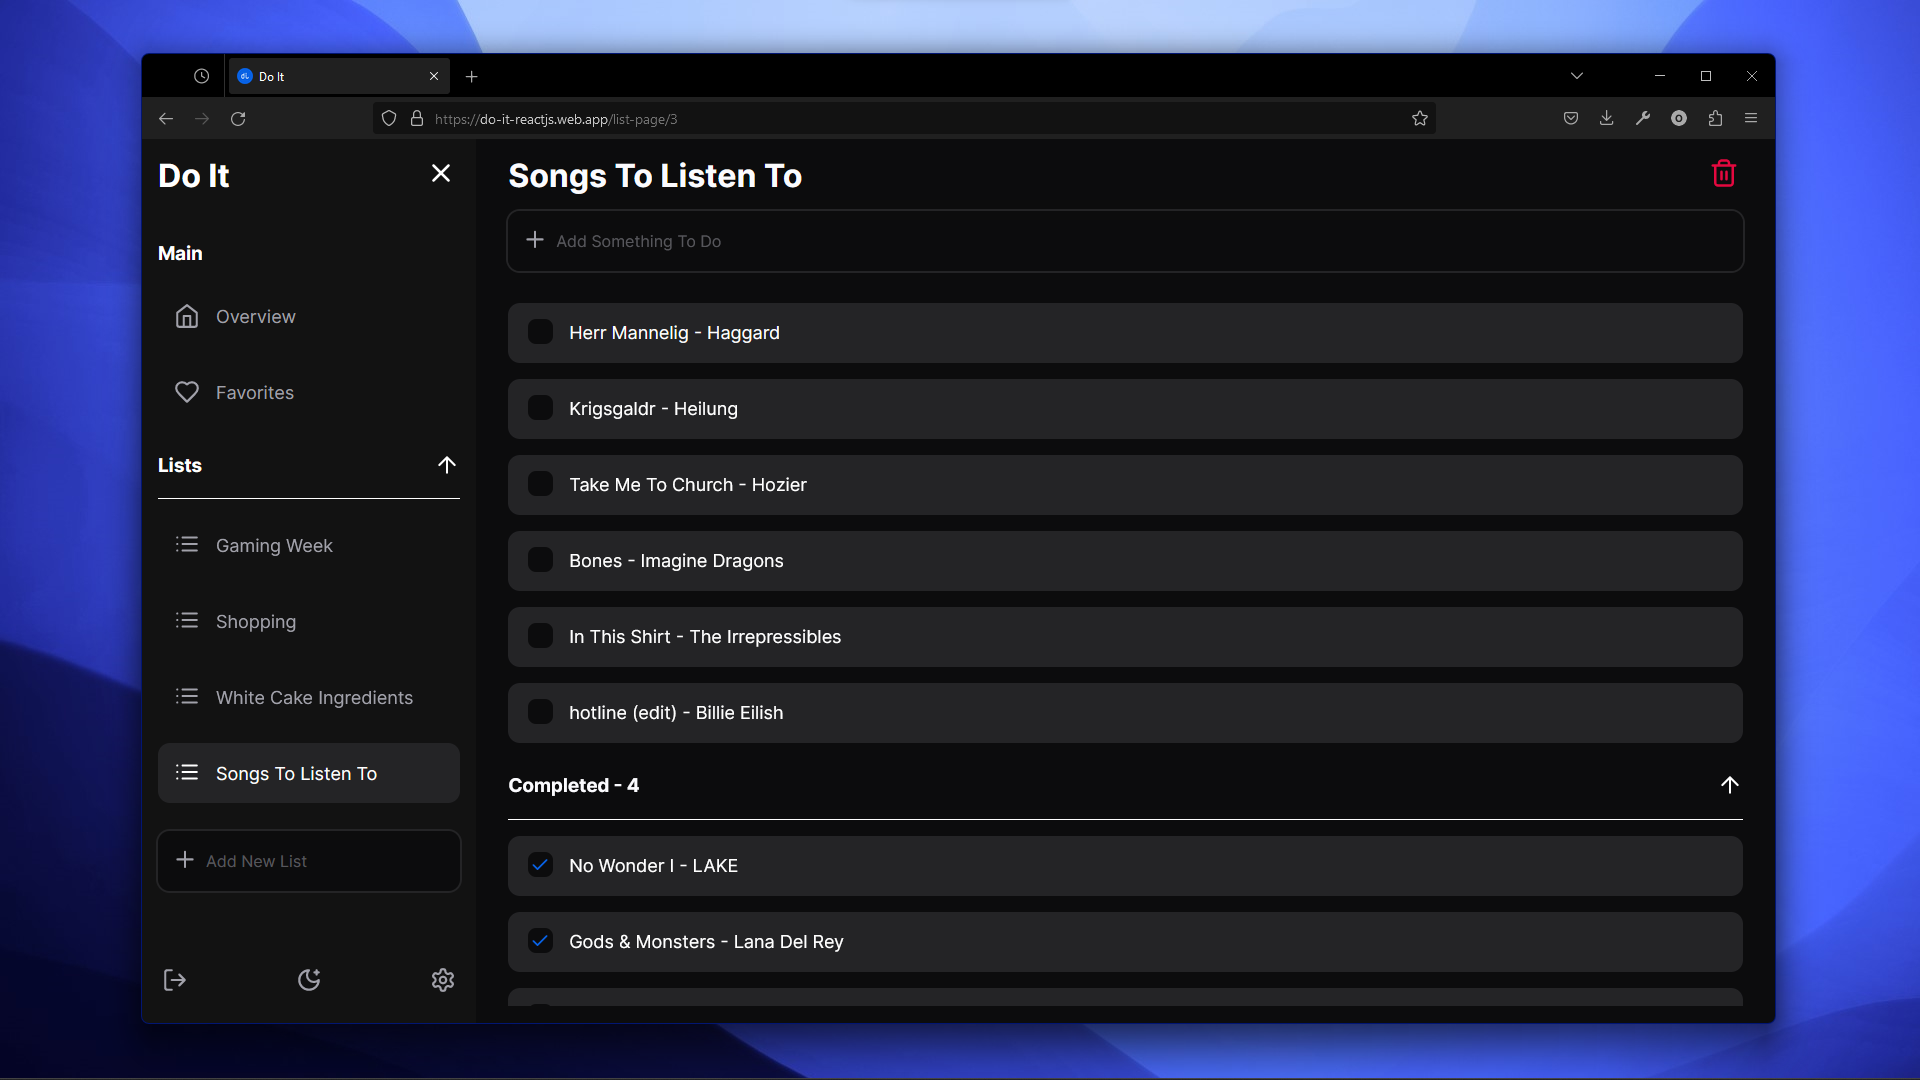 Do It
https://do-it-reactjs.web.app/list-page/3
Do It
Main
Overview
Favorites
Lists
Gaming Week
Shopping
White Cake Ingredients
Songs To Listen To
Add New List
Songs To Listen To
Add Something To Do
Herr Mannelig - Haggard
Krigsgaldr - Heilung
Take Me To Church - Hozier
Bones - Imagine Dragons
In This Shirt - The Irrepressibles
hotline (edit) - Billie Eilish
Completed - 4
No Wonder I - LAKE
Gods & Monsters - Lana Del Rey